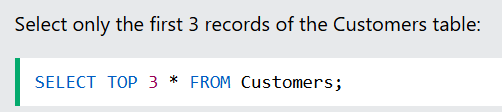 Select only the first 3 records of the Customers table:
SELECT TOP 3 * FROM Customers;